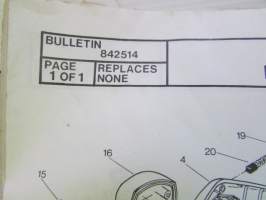 BULLETIN
842514
PAGE
1 OF 1
REPLACES
NONE
19
20
4
16
15